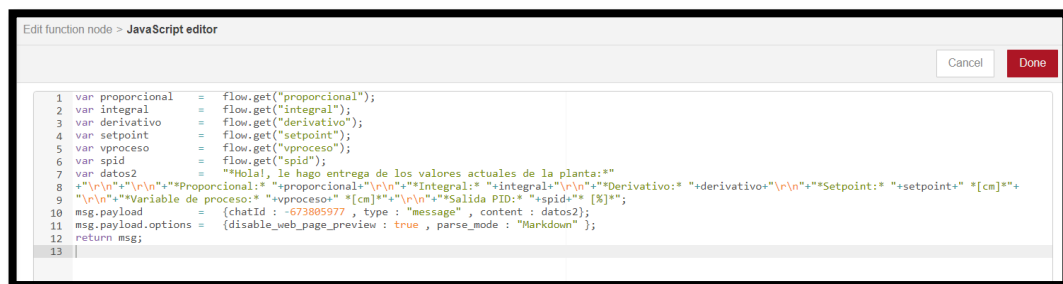 Edit function node > JavaScript editor
Cancel Done
1 var proporcional = flow.get("proporcional");
2 var integral = flow.get("integral");
3 var derivativo = flow.get("derivativo");
4 var setpoint = flow.get("setpoint");
5 var vproceso = flow.get("vproceso");
6 var spid = flow.get("spid");
7 var datos2 = "*Hola!, le hago entrega de los valores actuales de la planta:*"
8 +"\r\n"+"\r\n"+"*Proporcional:* "+proporcional+"\r\n"+"*Integral:* "+integral+"\r\n"+"*Derivativo:* "+derivativo+"\r\n"+"*Setpoint:* "+setpoint+" *[cm]*"+
9 "\r\n"+"*Variable de proceso:* "+vproceso+" *[cm]*"+"\r\n"+"*Salida PID:* "+spid+"* [%]*";
10 msg.payload = {chatId : -673805977 , type : "message" , content : datos2};
11 msg.payload.options = {disable_web_page_preview : true , parse_mode : "Markdown" };
12 return msg;
13